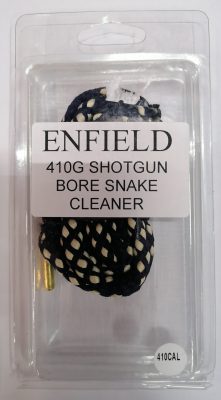 ENFIELD
410G SHOTGUN
BORE SNAKE
CLEANER
410CAL